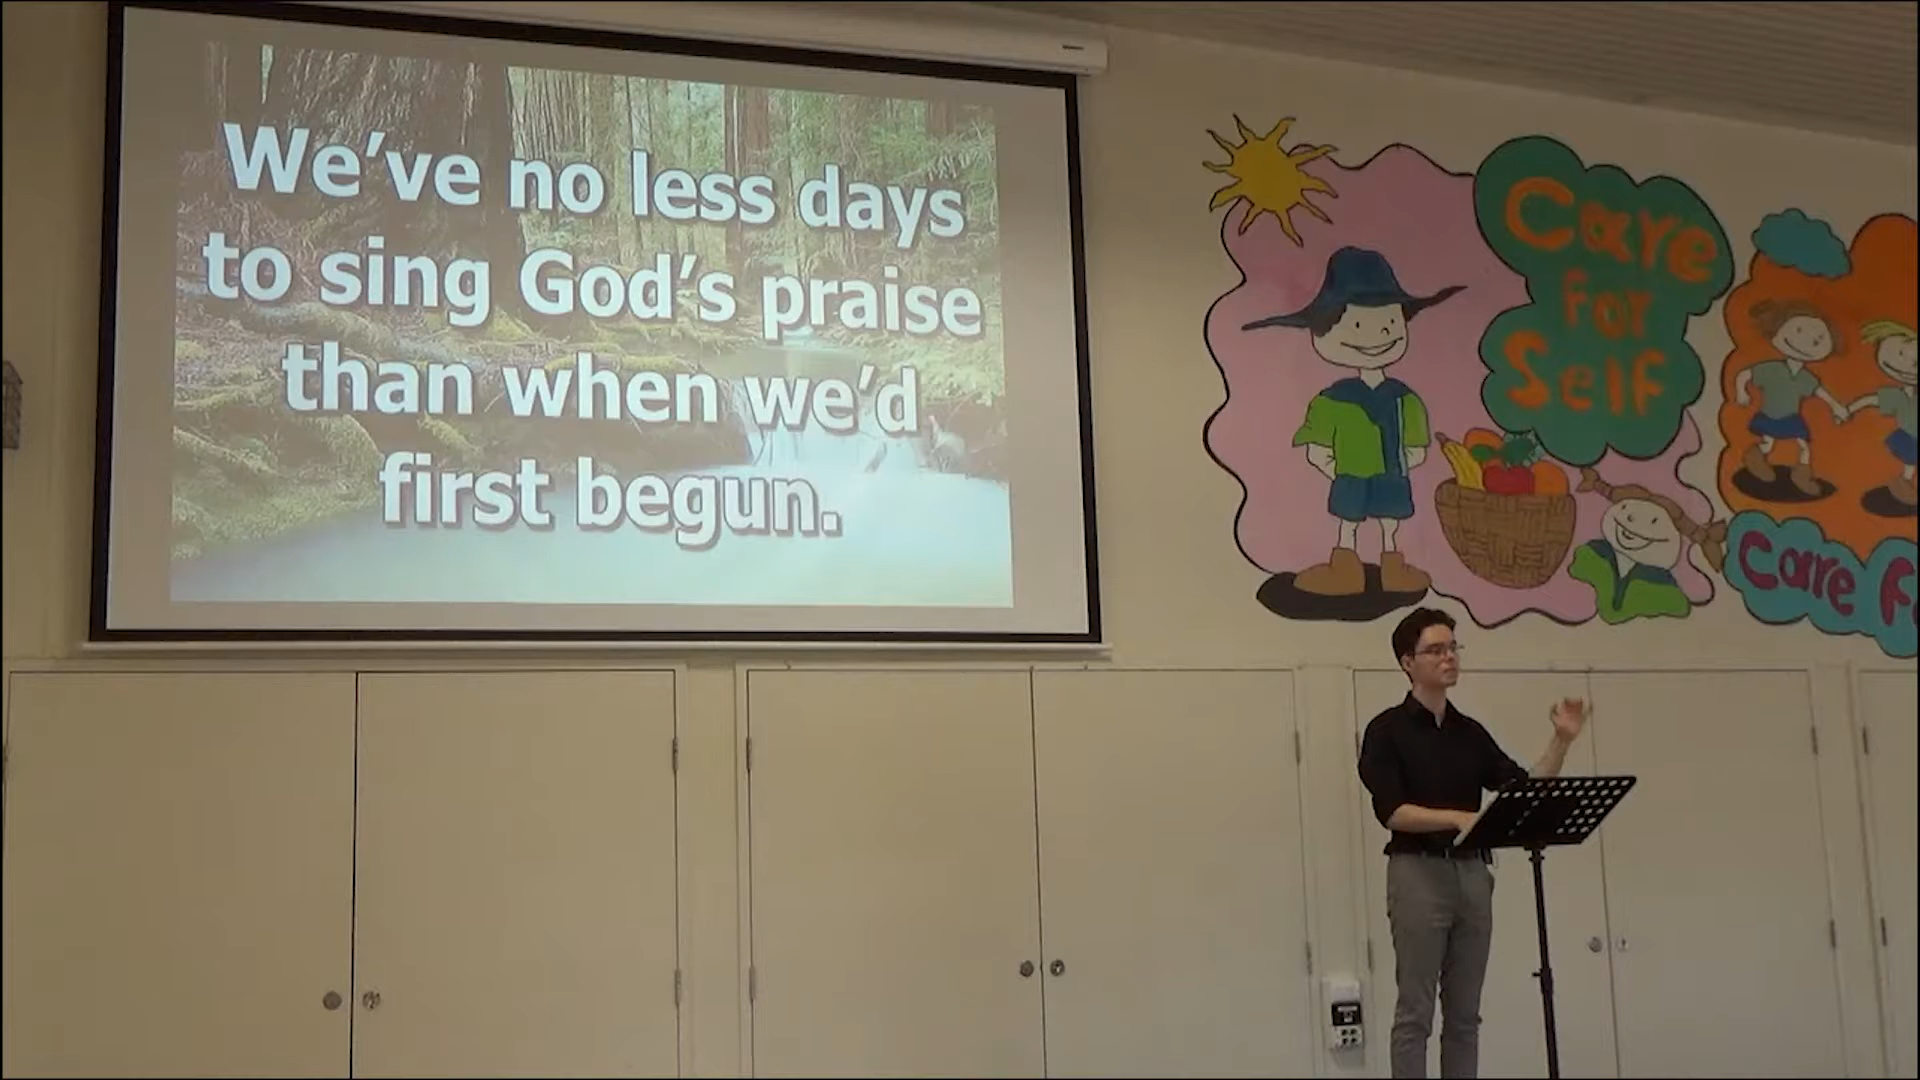 We've no less days
to sing God's praise
than when we'd
first begun.
Care
For
Self
Care